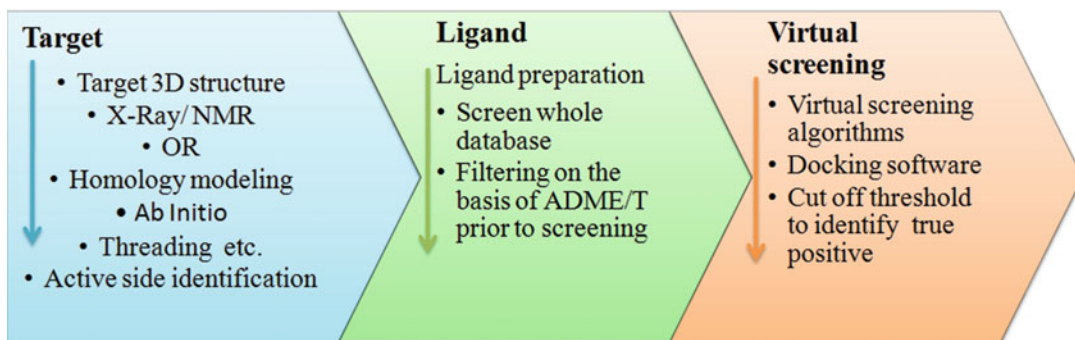 Target
• Target 3D structure
• X-Ray/ NMR
• OR
• Homology modeling
• Ab Initio
• Threading etc.
• Active side identification
Ligand
Ligand preparation
• Screen whole
database
• Filtering on the
basis of ADME/T
prior to screening
Virtual
screening
• Virtual screening
algorithms
• Docking software
• Cut off threshold
to identify true
positive